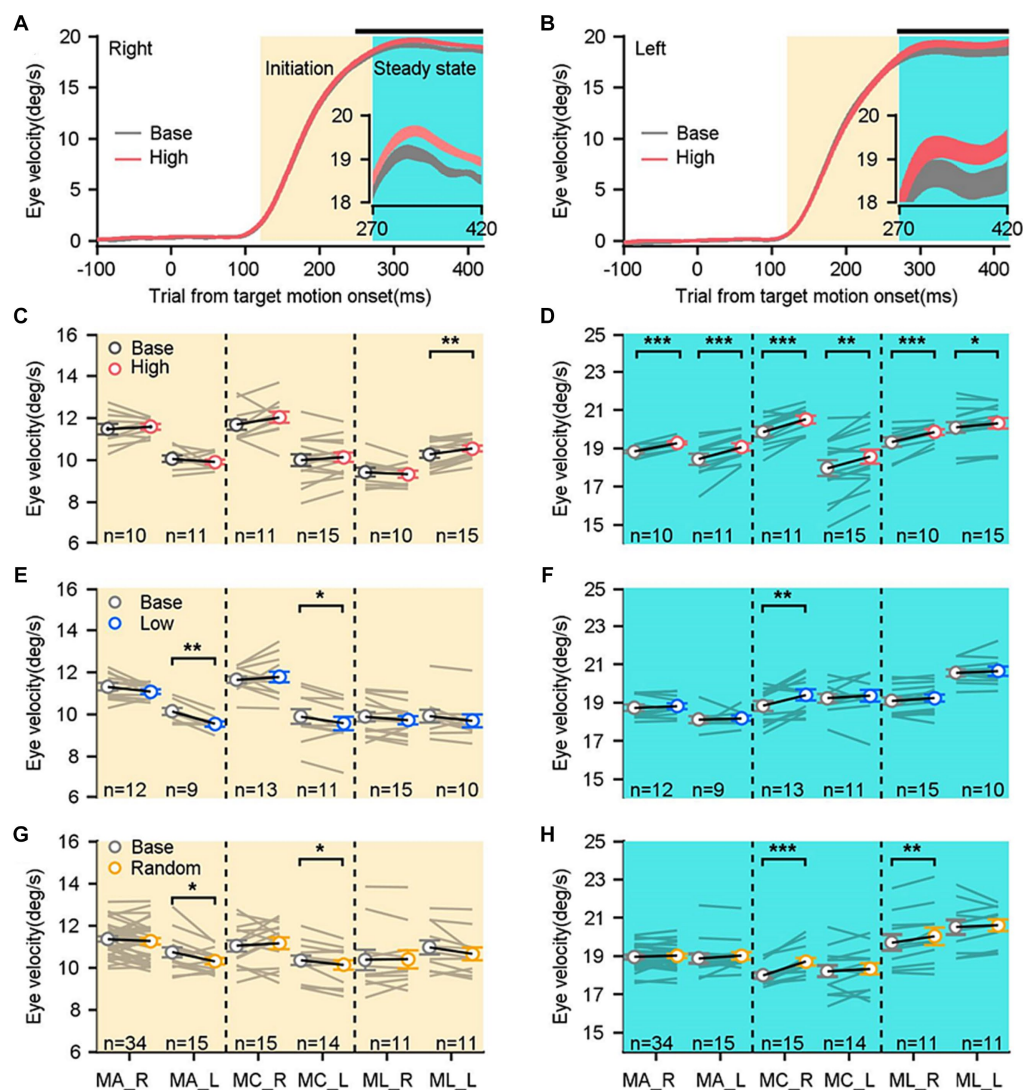 A
B
20
15
10
5
0
Eye velocity(deg/s)
Right
Initiation
Steady state
Base
High
20
19
18
270
420
-100
0
100
200
300
400
Trial from target motion onset(ms)
20
15
10
5
0
Eye velocity(deg/s)
Left
Base
High
20
19
18
270
420
-100
0
100
200
300
400
Trial from target motion onset(ms)
C
16
14
12
10
8
6
Eye velocity(deg/s)
Base
High
**
n=10 n=11 n=11 n=15 n=10 n=15
D
25
23
21
19
17
15
Eye velocity(deg/s)
*** *** *** ** *** *
n=10 n=11 n=11 n=15 n=10 n=15
E
16
14
12
10
8
6
Eye velocity(deg/s)
Base
Low
** *
n=12 n=9 n=13 n=11 n=15 n=10
F
25
23
21
19
17
15
Eye velocity(deg/s)
**
n=12 n=9 n=13 n=11 n=15 n=10
G
16
14
12
10
8
6
Eye velocity(deg/s)
Base
Random
* *
n=34 n=15 n=15 n=14 n=11 n=11
MA_R MA_L MC_R MC_L ML_R ML_L
H
25
23
21
19
17
15
Eye velocity(deg/s)
*** **
n=34 n=15 n=15 n=14 n=11 n=11
MA_R MA_L MC_R MC_L ML_R ML_L